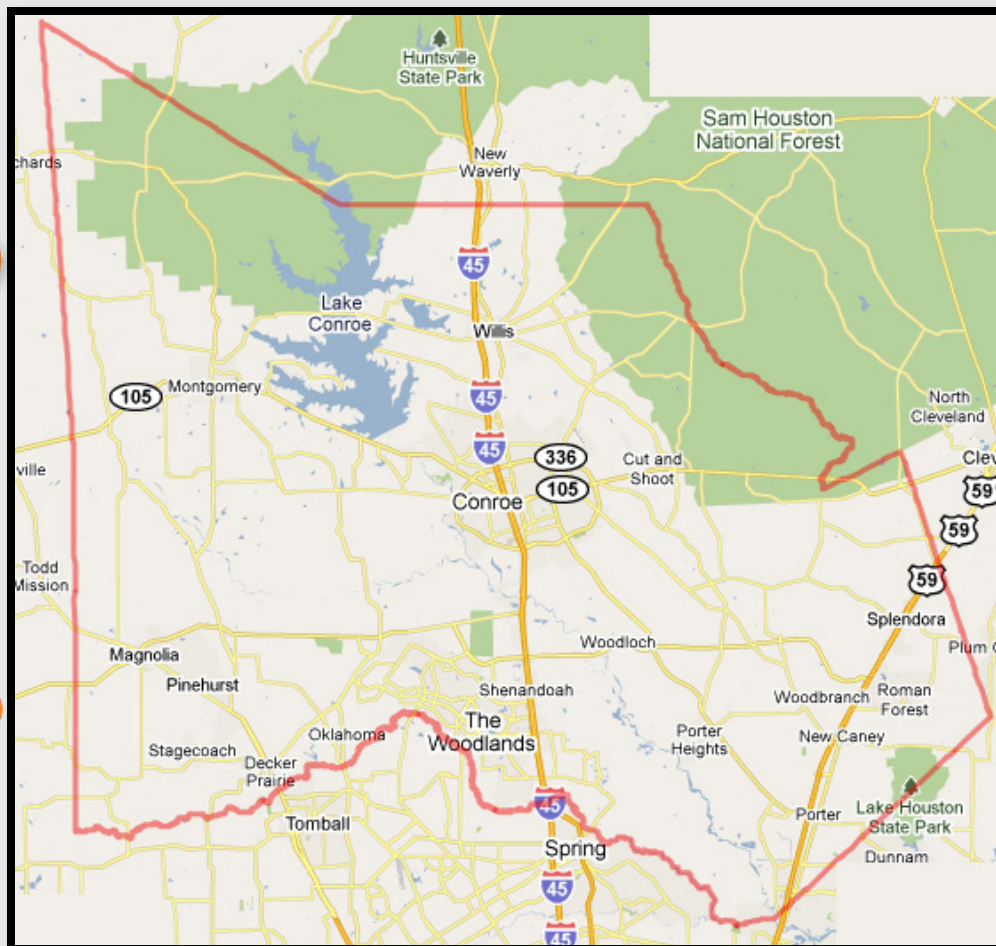 Huntsville
State Park
Sam Houston
National Forest
New
Waverly
chards
45
Lake
Conroe
Montgomery
105
45
North
Cleveland
45
336
Cut and
Shoot
ville
Clev
105
59
Conroe
59
Todd
Mission
59
Splendora
Woodloch
Plum
Magnolia
Pinehurst
Shenandoah
Woodbranch
Roman
Forest
The
Woodlands
Oklahoma
Porter
Heights
New Caney
Stagecoach
Decker
Prairie
45
Lake Houston
State Park
Porter
Tomball
Spring
Dunnam
45
45